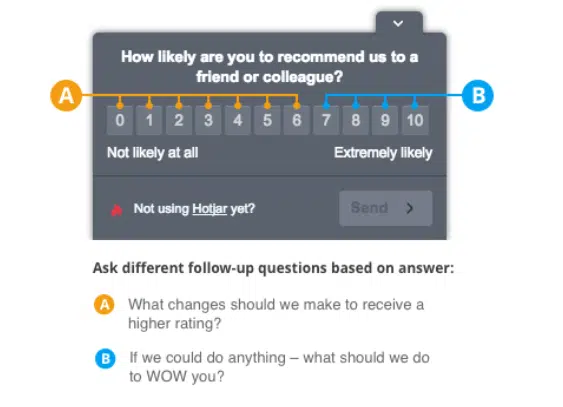 How likely are you to recommend us to a
friend or colleague?
A
B
0 1 2 3 4 5 6 7 8 9 10
Not likely at all Extremely likely
Not using Hotjar yet? Send >
Ask different follow-up questions based on answer:
A What changes should we make to receive a
higher rating?
B If we could do anything – what should we do
to WOW you?